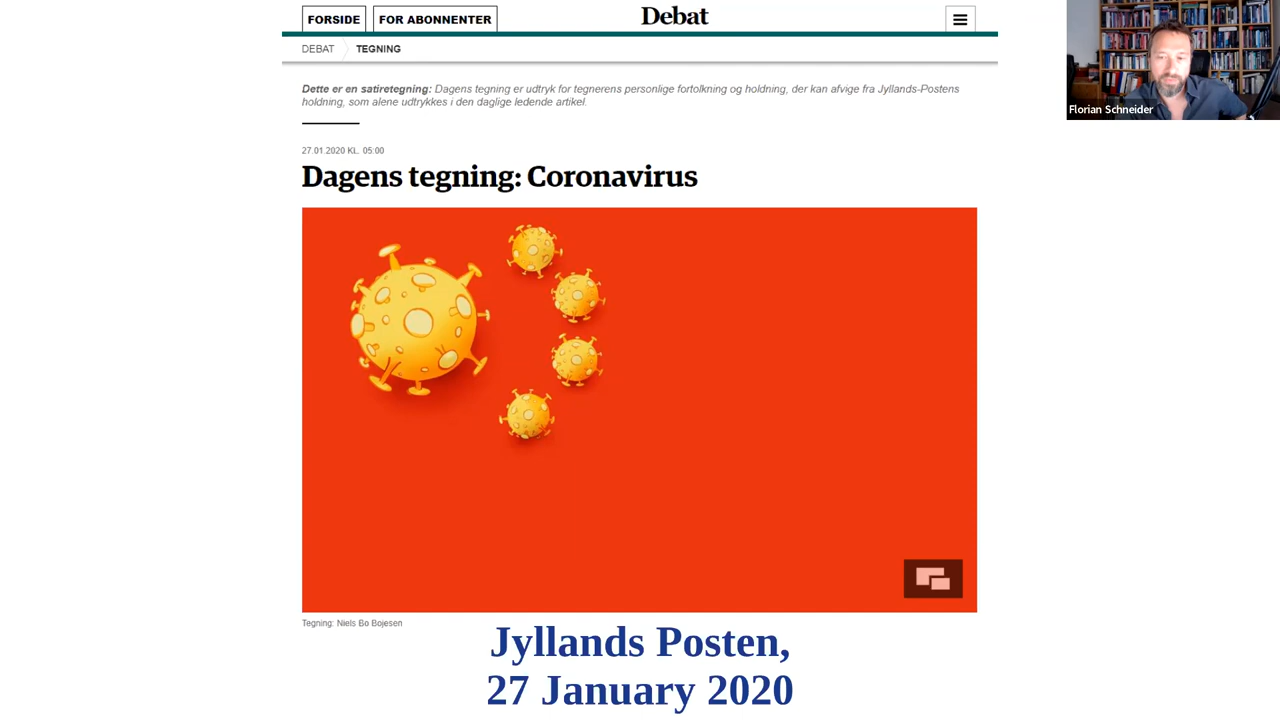 FORSIDE
FOR ABONNENTER
Debat
DEBAT
TEGNING
Dette er en satiretegning: Dagens tegning er udtryk for tegnerens personlige fortolkning og holdning, der kan afvige fra Jyllands-Postens
holdning, som alene udtrykkes i den daglige ledende artikel.
27.01.2020 KL. 05:00
Dagens tegning: Coronavirus
Tegning: Niels Bo Bojesen
Jyllands Posten,
27 January 2020
Florian Schneider